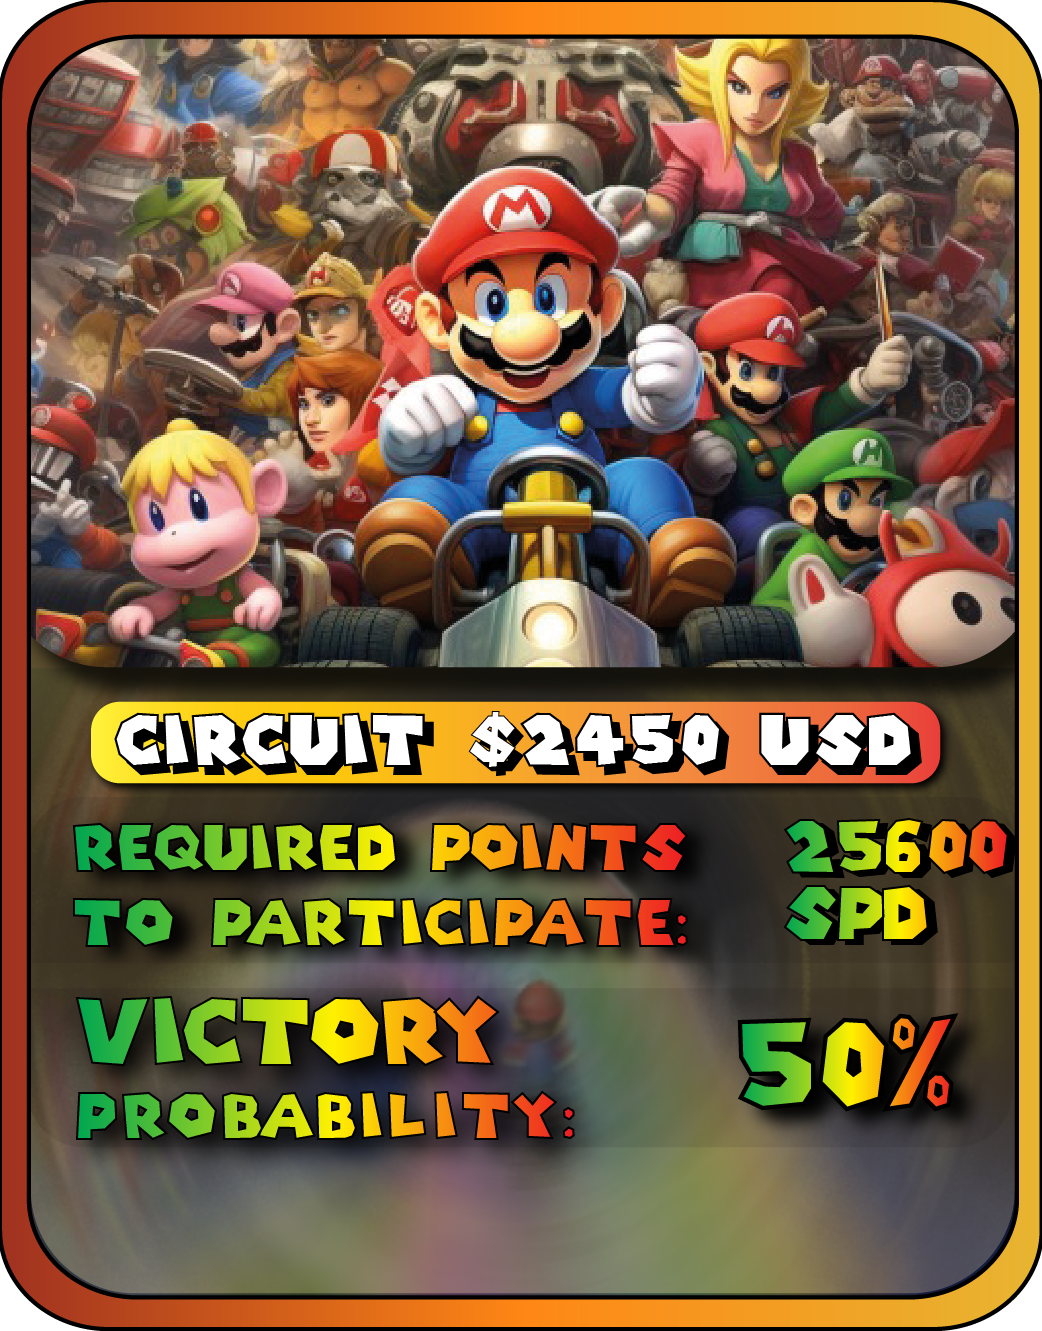 CIRCUIT $2450 USD
REQUIRED POINTS 25600
TO PARTICIPATE: SPD
VICTORY
PROBABILITY: 50%